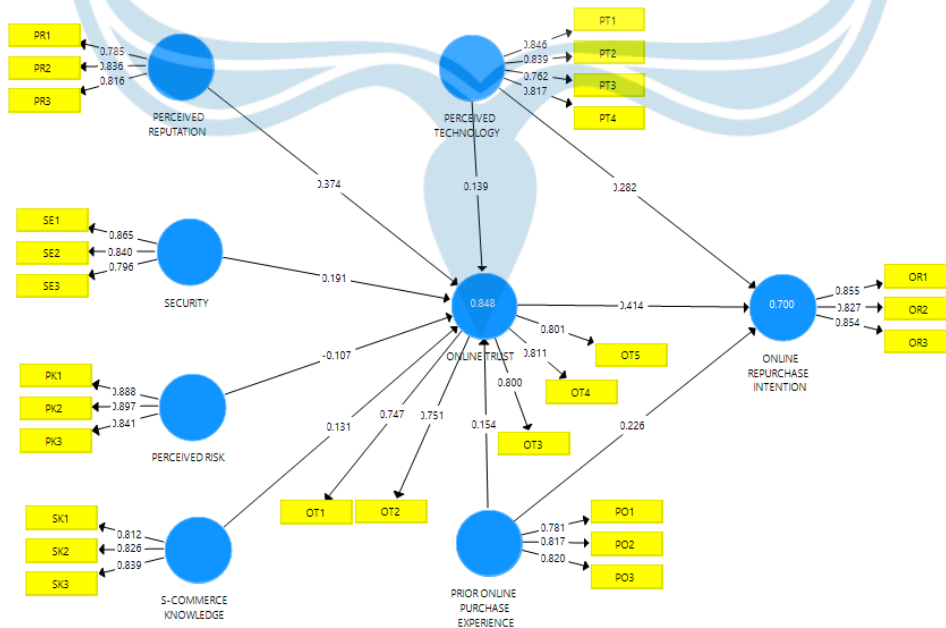 PR1
0.785
PR2
0.836
PR3
0.816
PERCEIVED
REPUTATION
PT1
0.846
PT2
0.839
PT3
0.762
PT4
0.817
PERCEIVED
TECHNOLOGY
0.374
0.139
0.282
SE1
0.865
SE2
0.840
SE3
0.796
SECURITY
0.191
0.848
ONLINE TRUST
0.414
0.700
ONLINE
REPURCHASE
INTENTION
OR1
0.855
OR2
0.827
OR3
0.854
PK1
0.888
PK2
0.897
PK3
0.841
PERCEIVED RISK
-0.107
0.801
OT5
0.811
OT4
0.800
OT3
0.751
OT2
0.747
OT1
0.131
0.154
0.226
SK1
0.812
SK2
0.826
SK3
0.839
S-COMMERCE
KNOWLEDGE
PO1
0.781
PO2
0.817
PO3
0.820
PRIOR ONLINE
PURCHASE
EXPERIENCE